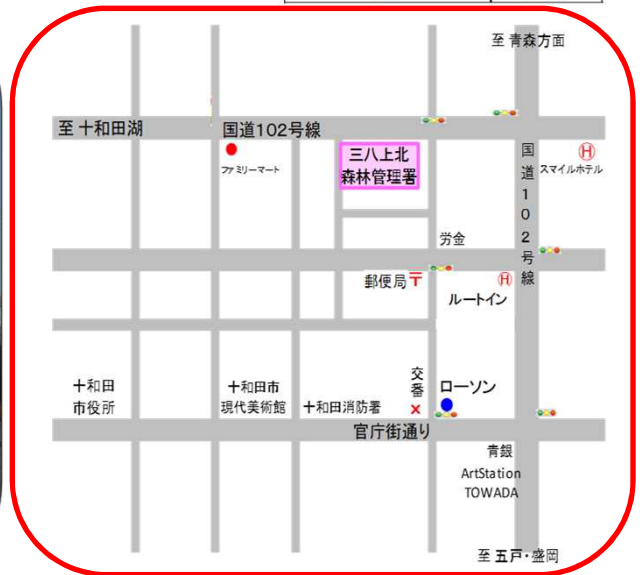 至 青森方面
至 十和田湖
国道102号線
ファミリーマート
三八上北
森林管理署
国道102号線
Ⓗ
スマイルホテル
労金
郵便局〒
Ⓗ
ルートイン
十和田
市役所
十和田市
現代美術館
十和田消防署
交番
×
ローソン
官庁街通り
青銀
ArtStation
TOWADA
至 五戸・盛岡